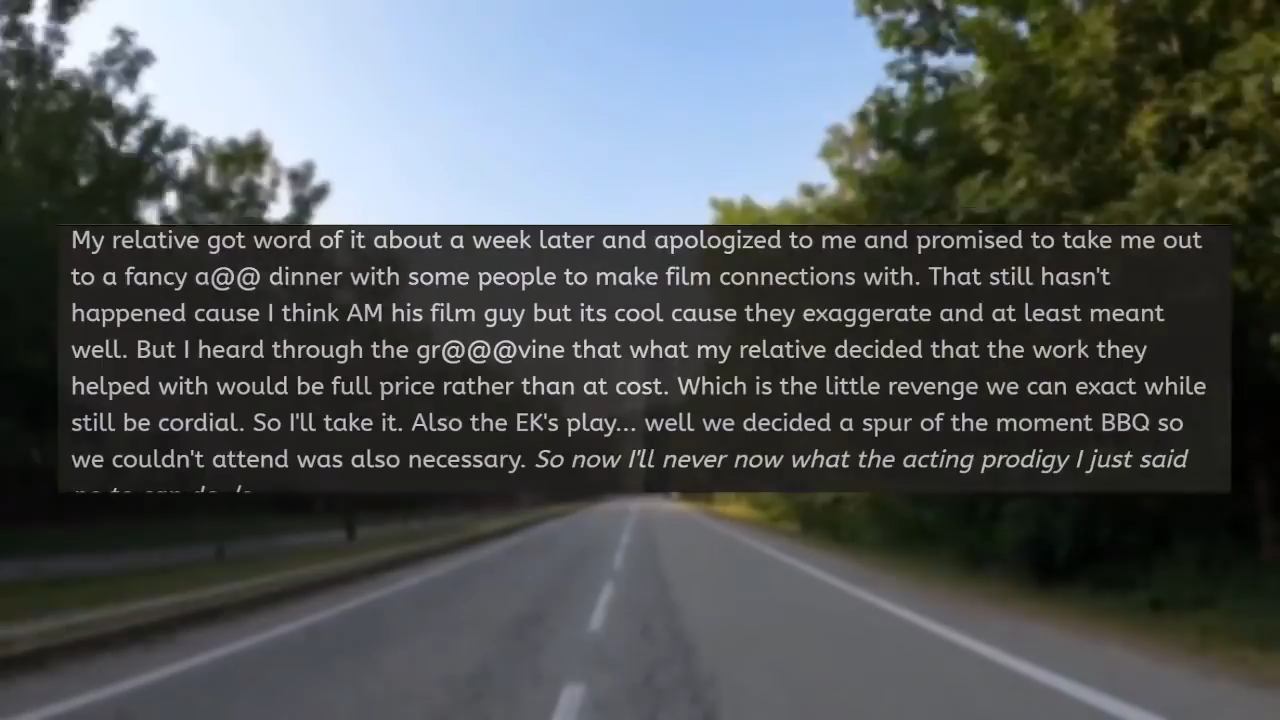 My relative got word of it about a week later and apologized to me and promised to take me out
to a fancy a@@ dinner with some people to make film connections with. That still hasn't
happened cause I think AM his film guy but its cool cause they exaggerate and at least meant
well. But I heard through the gr@@@vine that what my relative decided that the work they
helped with would be full price rather than at cost. Which is the little revenge we can exact while
still be cordial. So I'll take it. Also the EK's play... well we decided a spur of the moment BBQ so
we couldn't attend was also necessary. So now I'll never now what the acting prodigy I just said